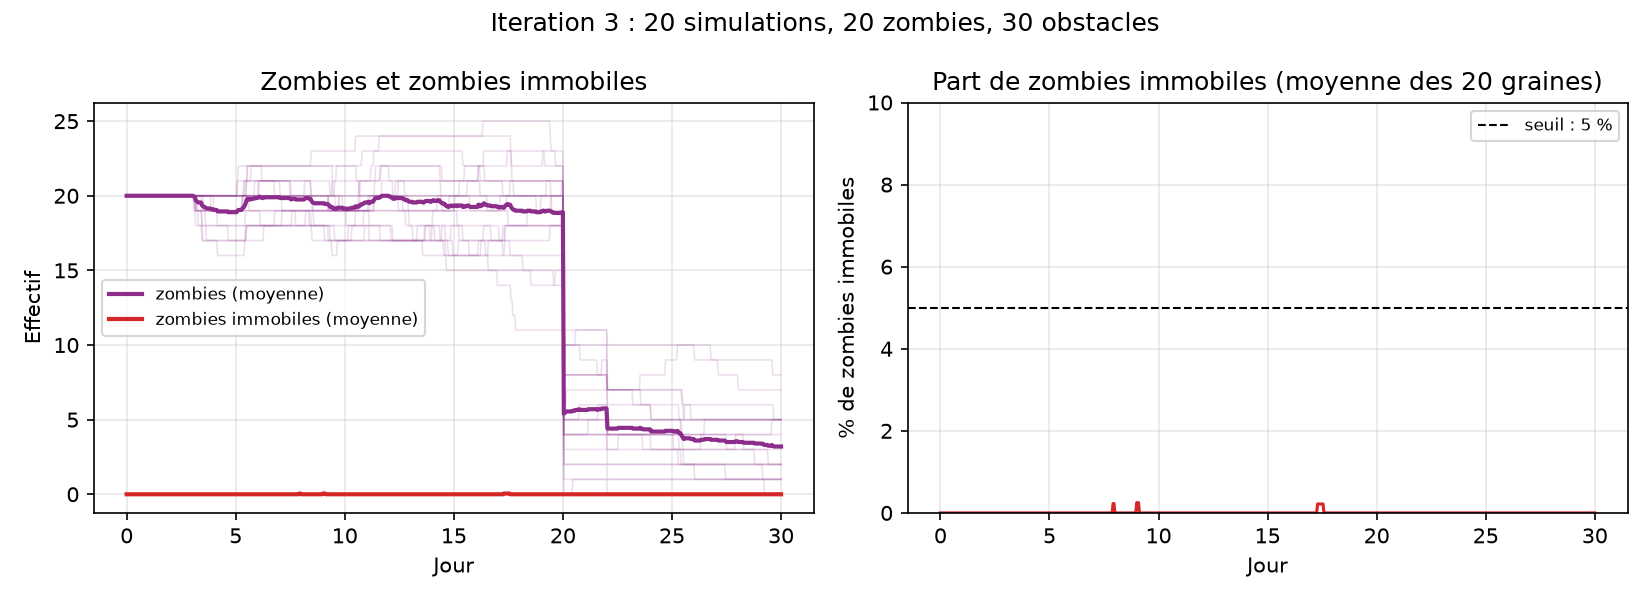 Iteration 3 : 20 simulations, 20 zombies, 30 obstacles
Zombies et zombies immobiles
Effectif
25
20
15
10
5
0
zombies (moyenne)
zombies immobiles (moyenne)
0 5 10 15 20 25 30
Jour
Part de zombies immobiles (moyenne des 20 graines)
% de zombies immobiles
10
8
6
4
2
0
seuil : 5 %
0 5 10 15 20 25 30
Jour